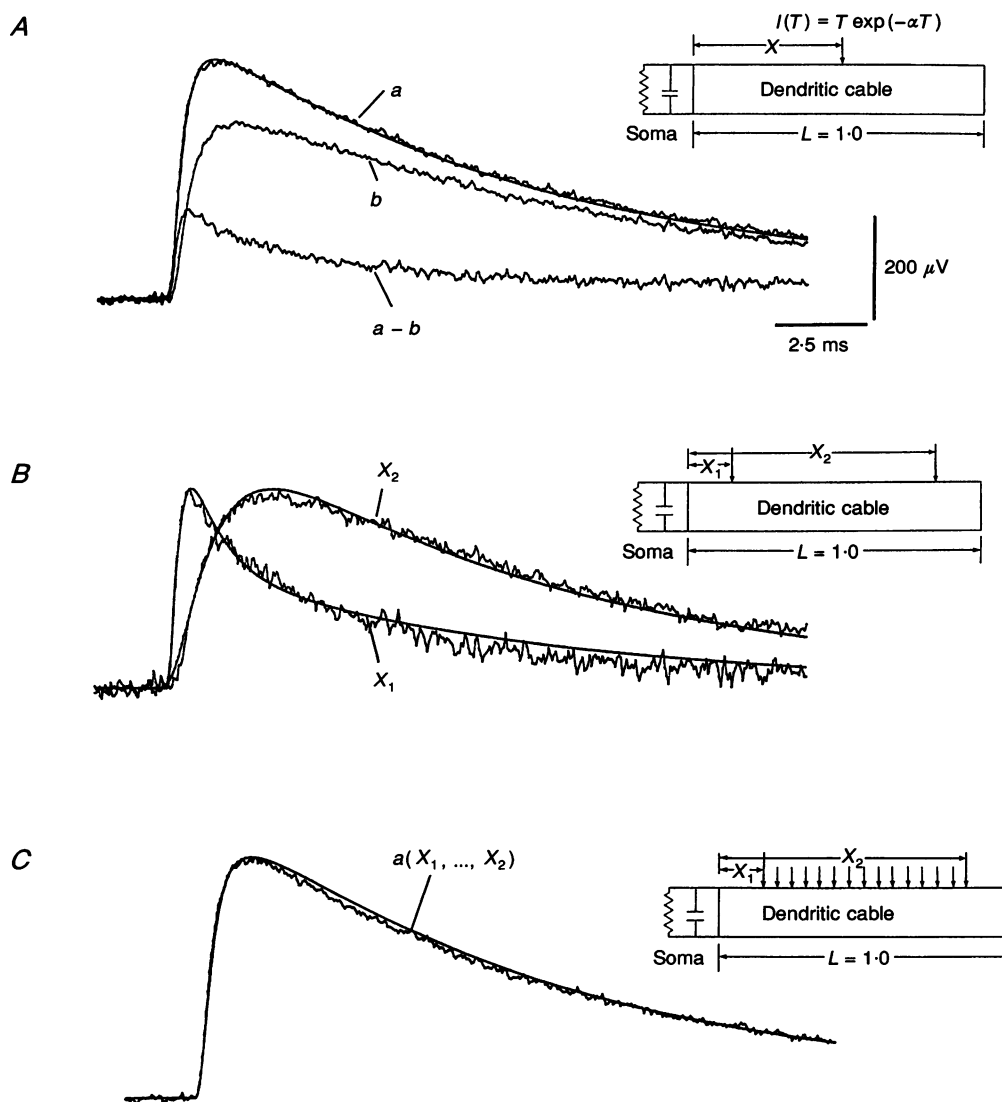 A
I(T) = T exp(-αT)
X
Dendritic cable
Soma
L = 1·0
a
b
a - b
200 μV
2·5 ms
B
X₂
X₁
X₂
X₁
Dendritic cable
Soma
L = 1·0
C
a(X₁, ..., X₂)
X₂
X₁
Dendritic cable
Soma
L = 1·0